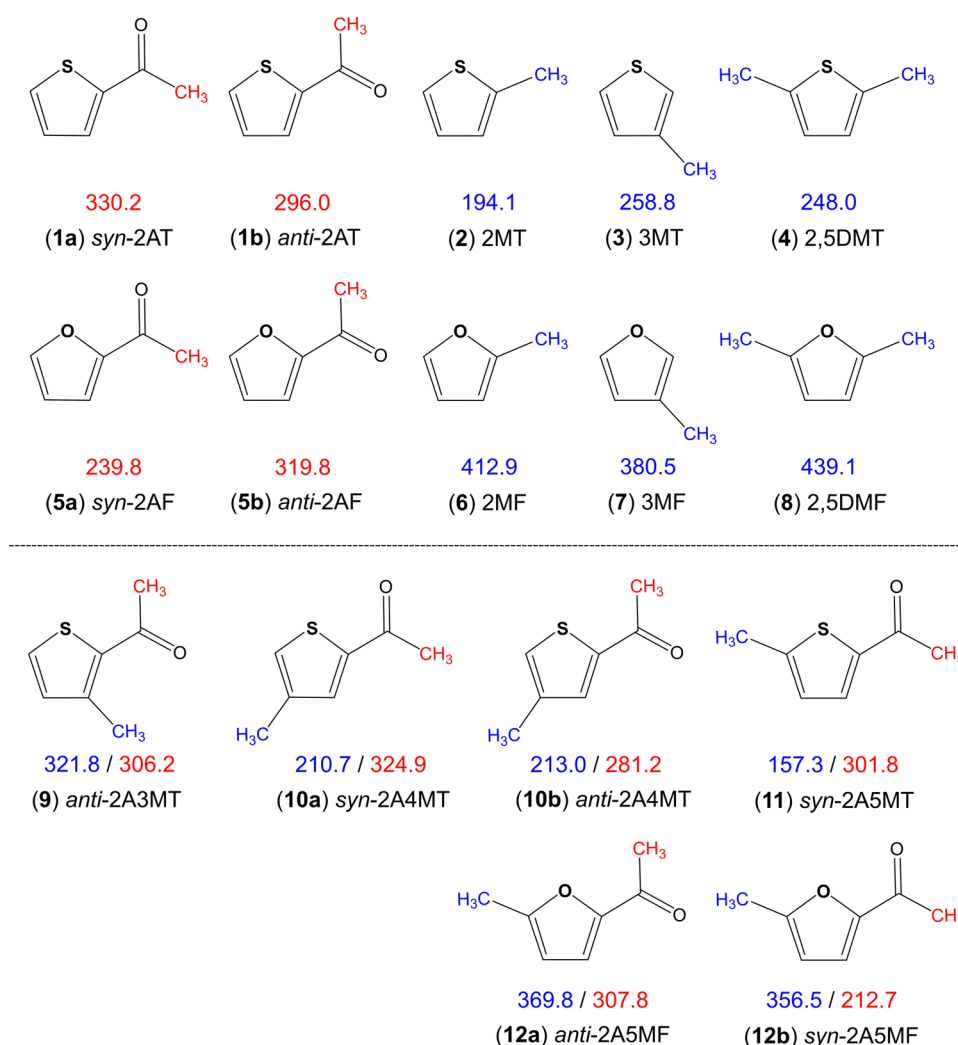 O CH₃
S S S CH₃ S H₃C S CH₃
CH₃ O CH₃
330.2 296.0 194.1 258.8 248.0
(1a) syn-2AT (1b) anti-2AT (2) 2MT (3) 3MT (4) 2,5DMT
O CH₃
O O O CH₃ O H₃C O CH₃
CH₃ O CH₃
239.8 319.8 412.9 380.5 439.1
(5a) syn-2AF (5b) anti-2AF (6) 2MF (7) 3MF (8) 2,5DMF
CH₃ O CH₃ O
S S S H₃C S
O CH₃ O CH
CH₃ H₃C H₃C
321.8 / 306.2 210.7 / 324.9 213.0 / 281.2 157.3 / 301.8
(9) anti-2A3MT (10a) syn-2A4MT (10b) anti-2A4MT (11) syn-2A5MT
CH₃ O
H₃C O H₃C O
O CH
369.8 / 307.8 356.5 / 212.7
(12a) anti-2A5MF (12b) syn-2A5MF